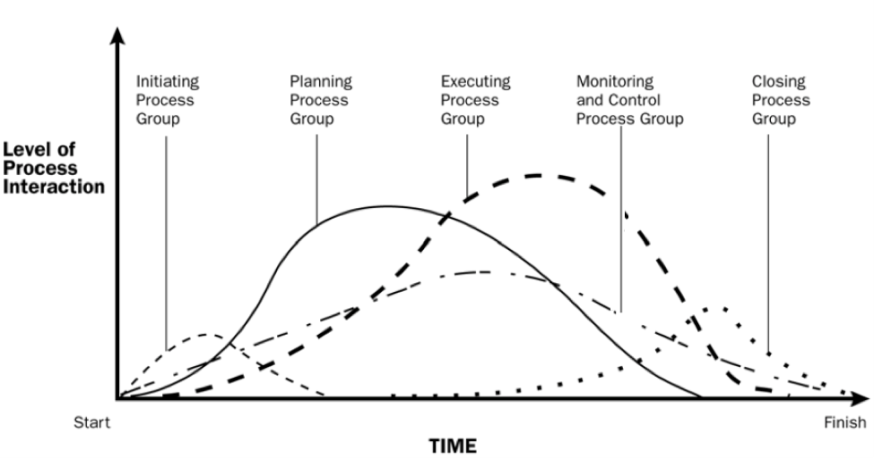 Initiating
Process
Group
Planning
Process
Group
Executing
Process
Group
Monitoring
and Control
Process Group
Closing
Process
Group
Level of
Process
Interaction
Start
Finish
TIME